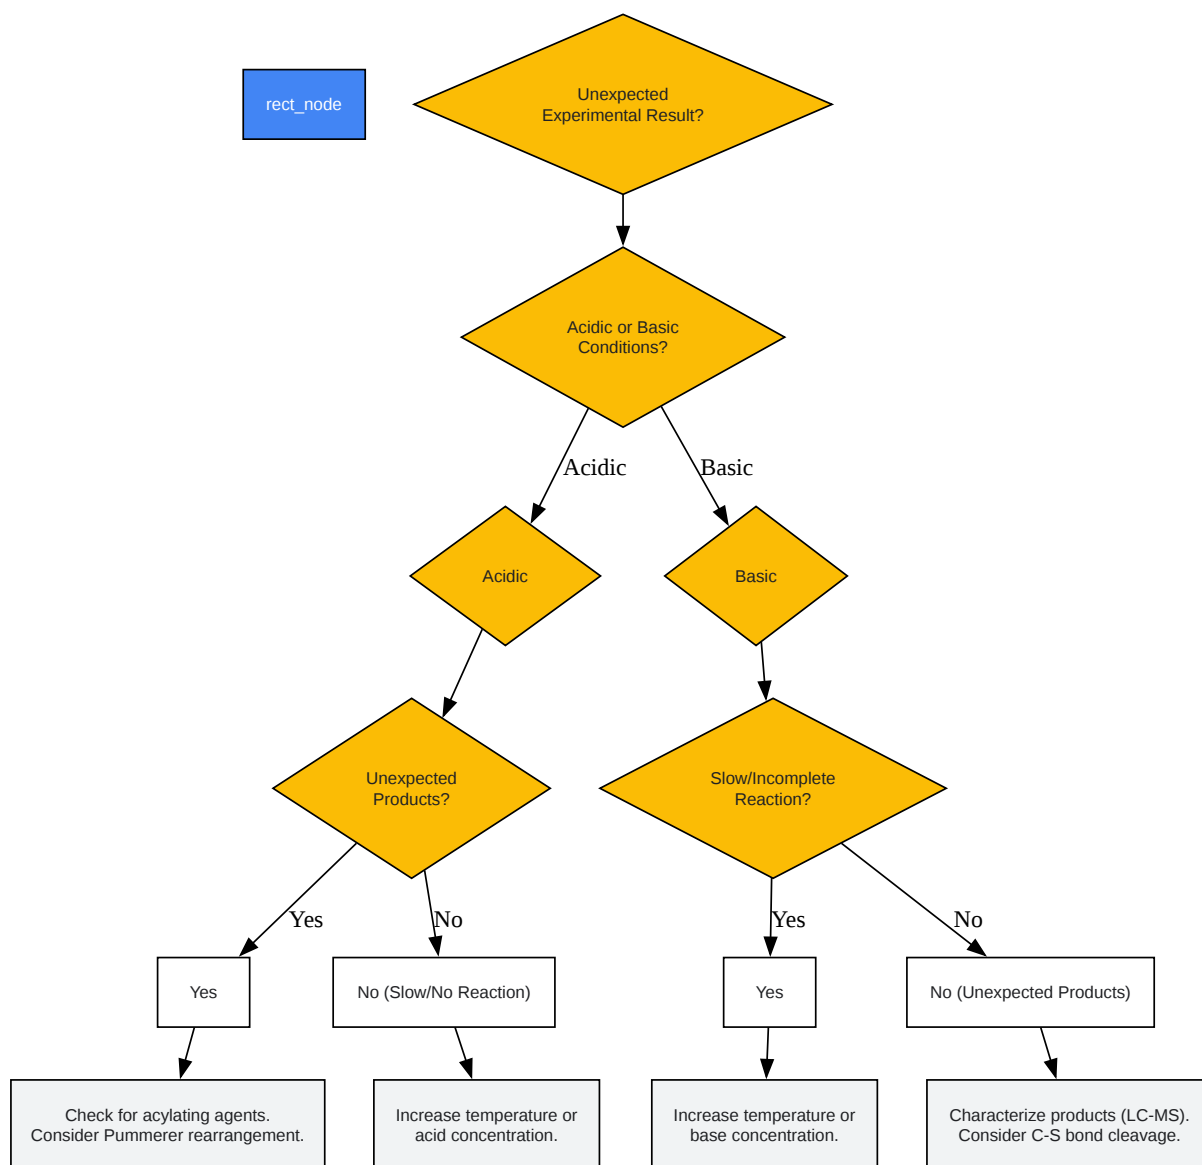 rect_node
Unexpected
Experimental Result?
Acidic or Basic
Conditions?
Acidic
Basic
Acidic
Basic
Unexpected
Products?
Slow/Incomplete
Reaction?
Yes
No
Yes
No
Yes
No (Slow/No Reaction)
Yes
No (Unexpected Products)
Check for acylating agents.
Consider Pummerer rearrangement.
Increase temperature or
acid concentration.
Increase temperature or
base concentration.
Characterize products (LC-MS).
Consider C-S bond cleavage.